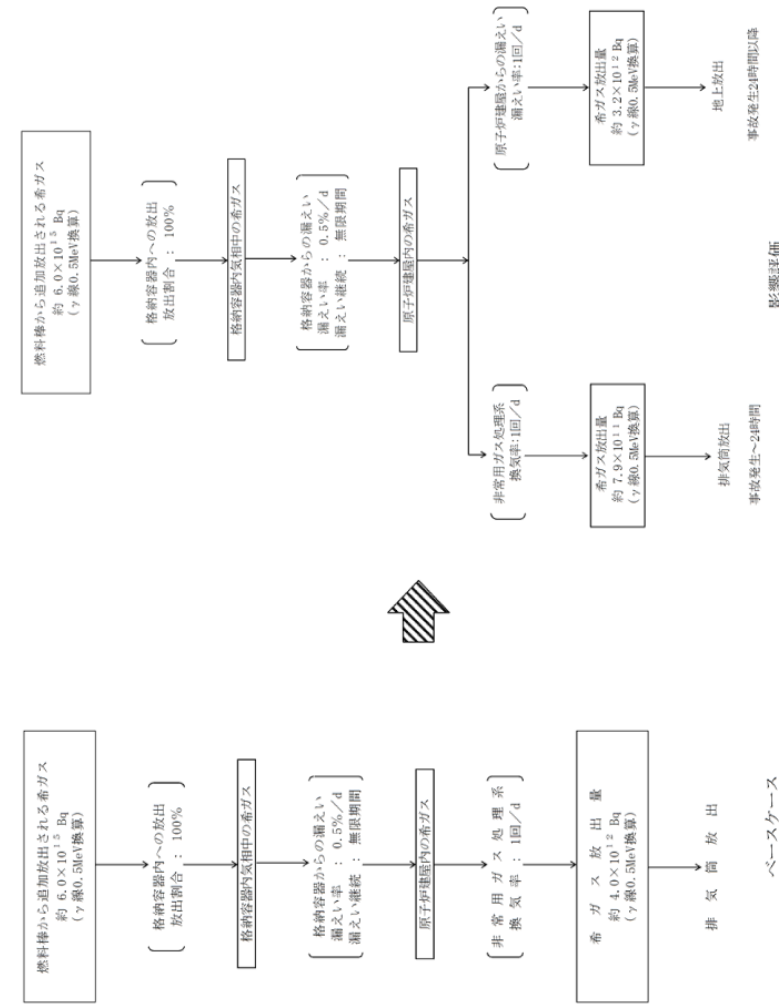 燃料棒から追加放出される希ガス
約 6.0×10¹⁵ Bq
(γ線0.5MeV換算)
格納容器内への放出
放出割合 : 100%
格納容器内気相中の希ガス
格納容器からの漏えい
漏えい率 : 0.5%/d
漏えい継続 : 無限期間
原子炉建屋内の希ガス
非常用ガス処理系
換気率 : 1回/d
希ガス放出量
約 4.0×10¹² Bq
(γ線0.5MeV換算)
排気筒放出
ベースケース
燃料棒から追加放出される希ガス
約 6.0×10¹⁵ Bq
(γ線0.5MeV換算)
格納容器内への放出
放出割合 : 100%
格納容器内気相中の希ガス
格納容器からの漏えい
漏えい率 : 0.5%/d
漏えい継続 : 無限期間
原子炉建屋内の希ガス
非常用ガス処理系
換気率:1回/d
希ガス放出量
約 7.9×10¹¹ Bq
(γ線0.5MeV換算)
排気筒放出
事故発生~24時間
原子炉建屋からの漏えい
漏えい率:1回/d
希ガス放出量
約 3.2×10¹² Bq
(γ線0.5MeV換算)
地上放出
事故発生24時間以降
影響評価